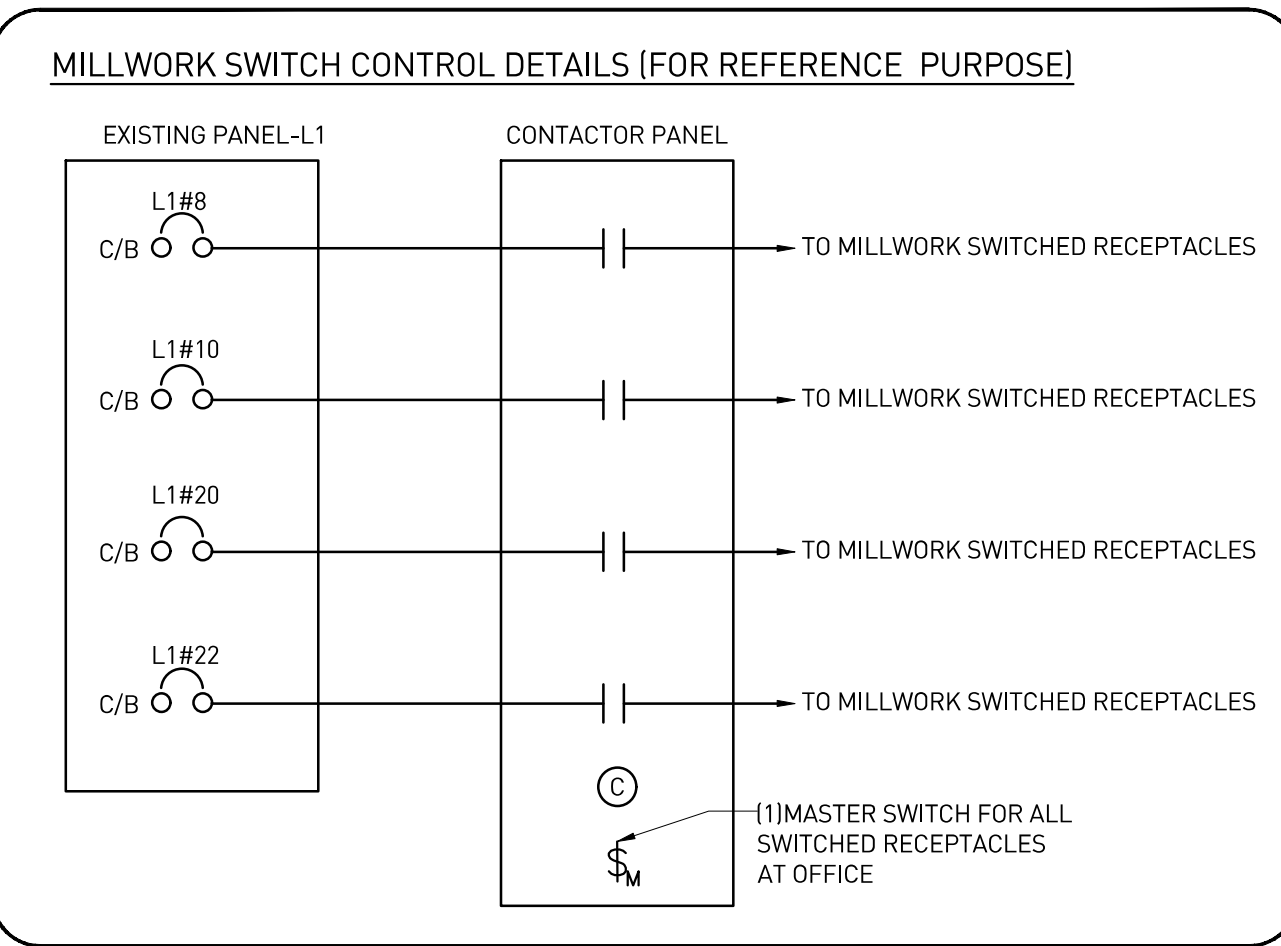 MILLWORK SWITCH CONTROL DETAILS (FOR REFERENCE PURPOSE)
EXISTING PANEL-L1
CONTACTOR PANEL
L1#8
C/B
TO MILLWORK SWITCHED RECEPTACLES
L1#10
C/B
TO MILLWORK SWITCHED RECEPTACLES
L1#20
C/B
TO MILLWORK SWITCHED RECEPTACLES
L1#22
C/B
TO MILLWORK SWITCHED RECEPTACLES
C
(1)MASTER SWITCH FOR ALL
SWITCHED RECEPTACLES
AT OFFICE
$M